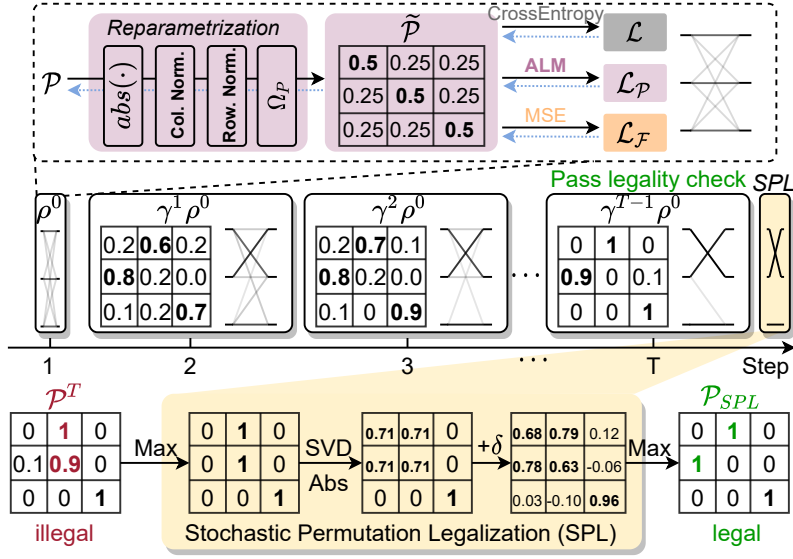 Reparametrization
P
abs(·)
Col. Norm.
Row. Norm.
Ω_P
P̃
0.5 0.25 0.25
0.25 0.5 0.25
0.25 0.25 0.5
CrossEntropy
ALM
MSE
L
L_P
L_F
Pass legality check
SPL
ρ⁰
γ¹ρ⁰
0.2 0.6 0.2
0.8 0.2 0.0
0.1 0.2 0.7
γ²ρ⁰
0.2 0.7 0.1
0.8 0.2 0.0
0.1 0 0.9
...
γ^{T−1}ρ⁰
0 1 0
0.9 0 0.1
0 0 1
1 2 3 ... T Step
P^T
0 1 0
0.1 0.9 0
0 0 1
illegal
Max
0 1 0
0 1 0
0 0 1
SVD
Abs
0.71 0.71 0
0.71 0.71 0
0 0 1
+δ
0.68 0.79 0.12
0.78 0.63 -0.06
0.03 -0.10 0.96
Max
P_{SPL}
0 1 0
1 0 0
0 0 1
legal
Stochastic Permutation Legalization (SPL)